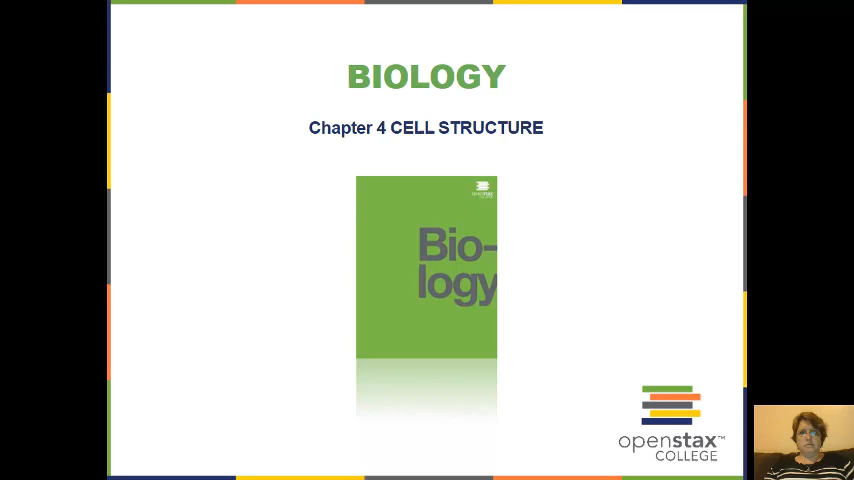 BIOLOGY
Chapter 4 CELL STRUCTURE
Bio-
logy
openstax™
COLLEGE